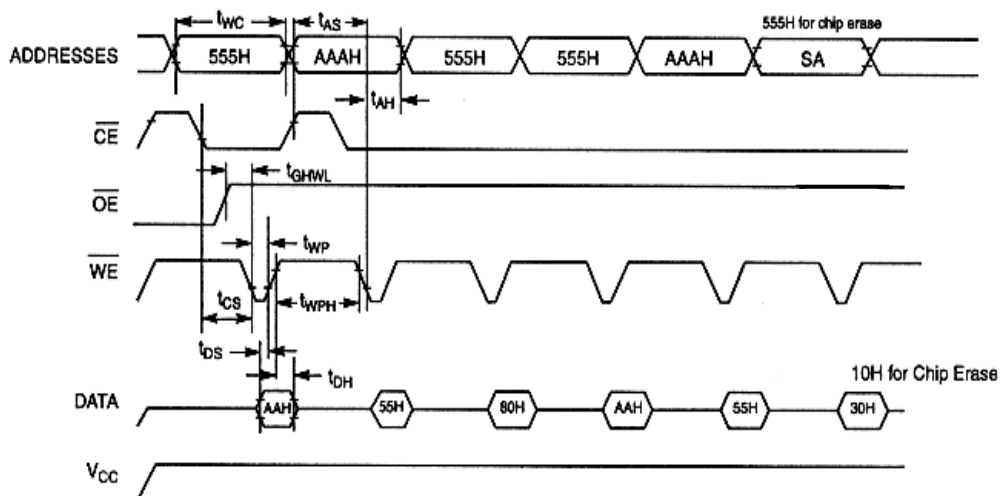 tWC
tAS
555H for chip erase
ADDRESSES
555H
AAAH
555H
555H
AAAH
SA
tAH
CE
tGHWL
OE
tWP
WE
tCS
tWPH
tDS
tDH
10H for Chip Erase
DATA
AAH
55H
80H
AAH
55H
30H
VCC